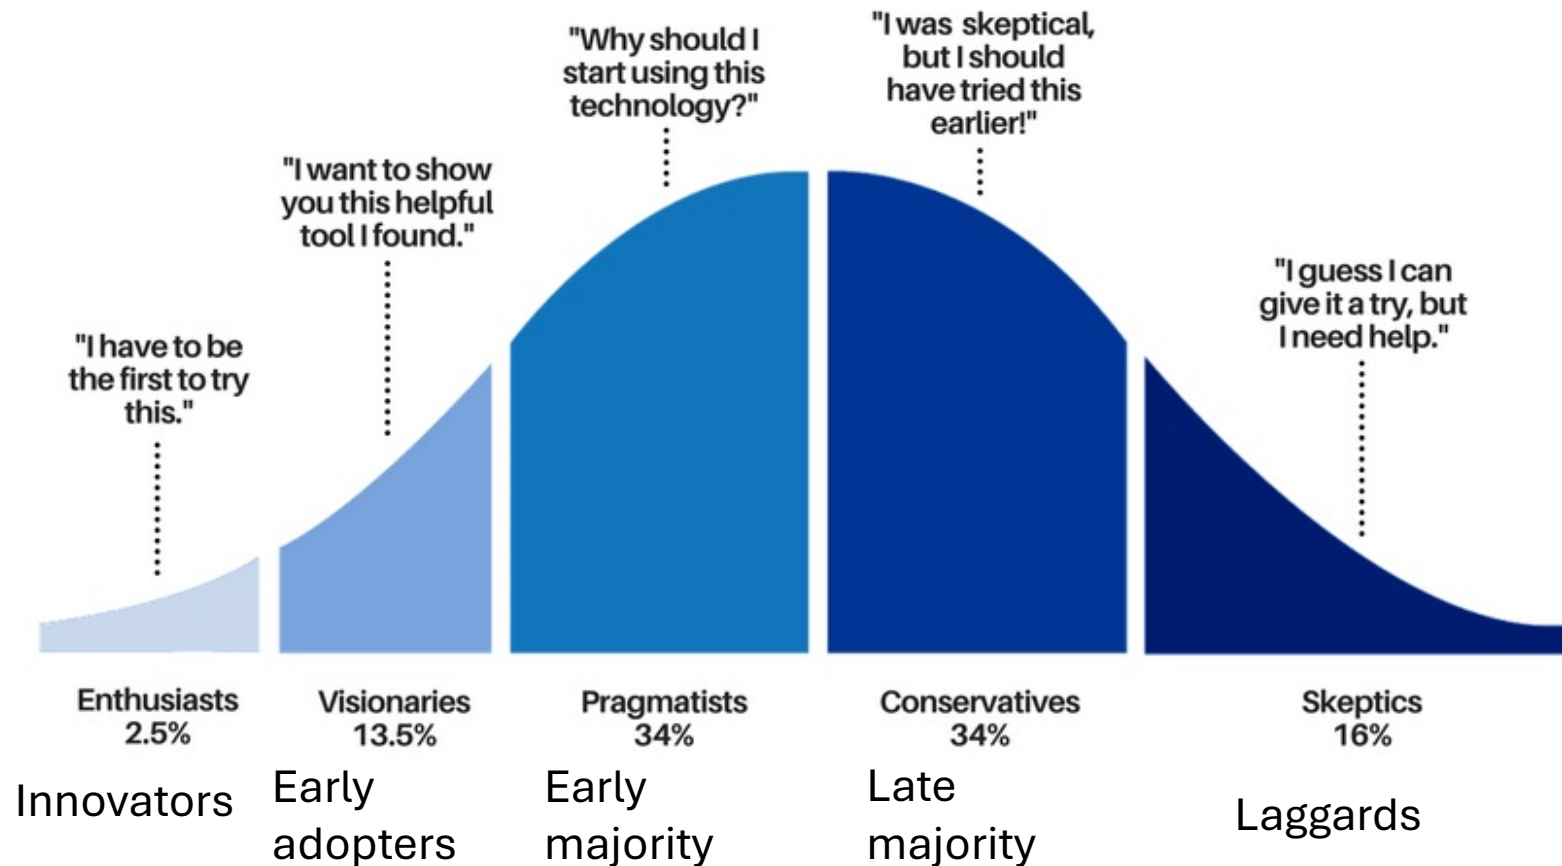 "I have to be
the first to try
this."
"I want to show
you this helpful
tool I found."
"Why should I
start using this
technology?"
"I was skeptical,
but I should
have tried this
earlier!"
"I guess I can
give it a try, but
I need help."
Enthusiasts
2.5%
Visionaries
13.5%
Pragmatists
34%
Conservatives
34%
Skeptics
16%
Innovators
Early
adopters
Early
majority
Late
majority
Laggards